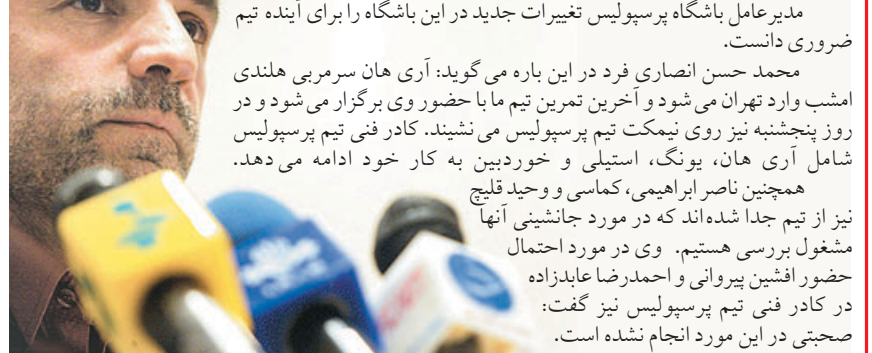 مدیرعامل باشگاه پرسپولیس تغییرات جدید در این باشگاه را برای آینده تیم
ضروری دانست.
محمد حسن انصاری فرد در این باره می گوید: آری هان سرمربی هلندی
امشب وارد تهران می شود و آخرین تمرین تیم ما با حضور وی برگزار می شود و در
روز پنجشنبه نیز روی نیمکت تیم پرسپولیس می نشیند. کادر فنی تیم پرسپولیس
شامل آری هان، یونگ، استیلی و خوردبین به کار خود ادامه می دهد.
همچنین ناصر ابراهیمی، کماسی و وحید قلیچ
نیز از تیم جدا شده‌اند که در مورد جانشینی آنها
مشغول بررسی هستیم. وی در مورد احتمال
حضور افشین پیروانی و احمدرضا عابدزاده
در کادر فنی تیم پرسپولیس نیز گفت:
صحبتی در این مورد انجام نشده است.